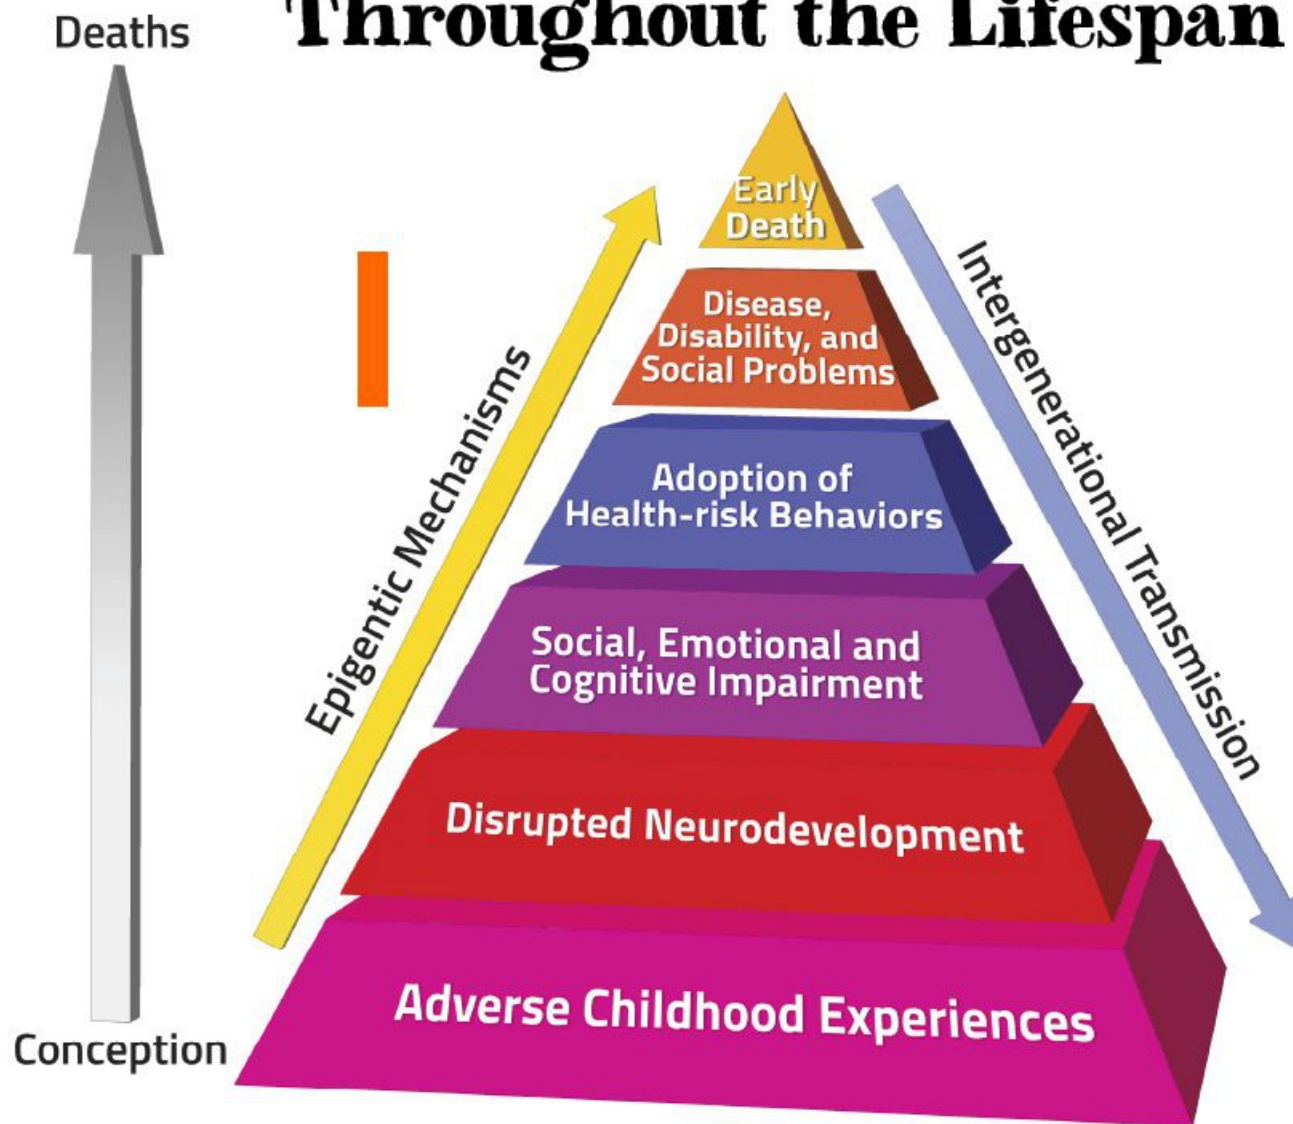 Throughout the Lifespan
Deaths
Early
Death
Disease,
Disability, and
Social Problems
Adoption of
Health-risk Behaviors
Social, Emotional and
Cognitive Impairment
Disrupted Neurodevelopment
Adverse Childhood Experiences
Epigentic Mechanisms
Intergenerational Transmission
Conception